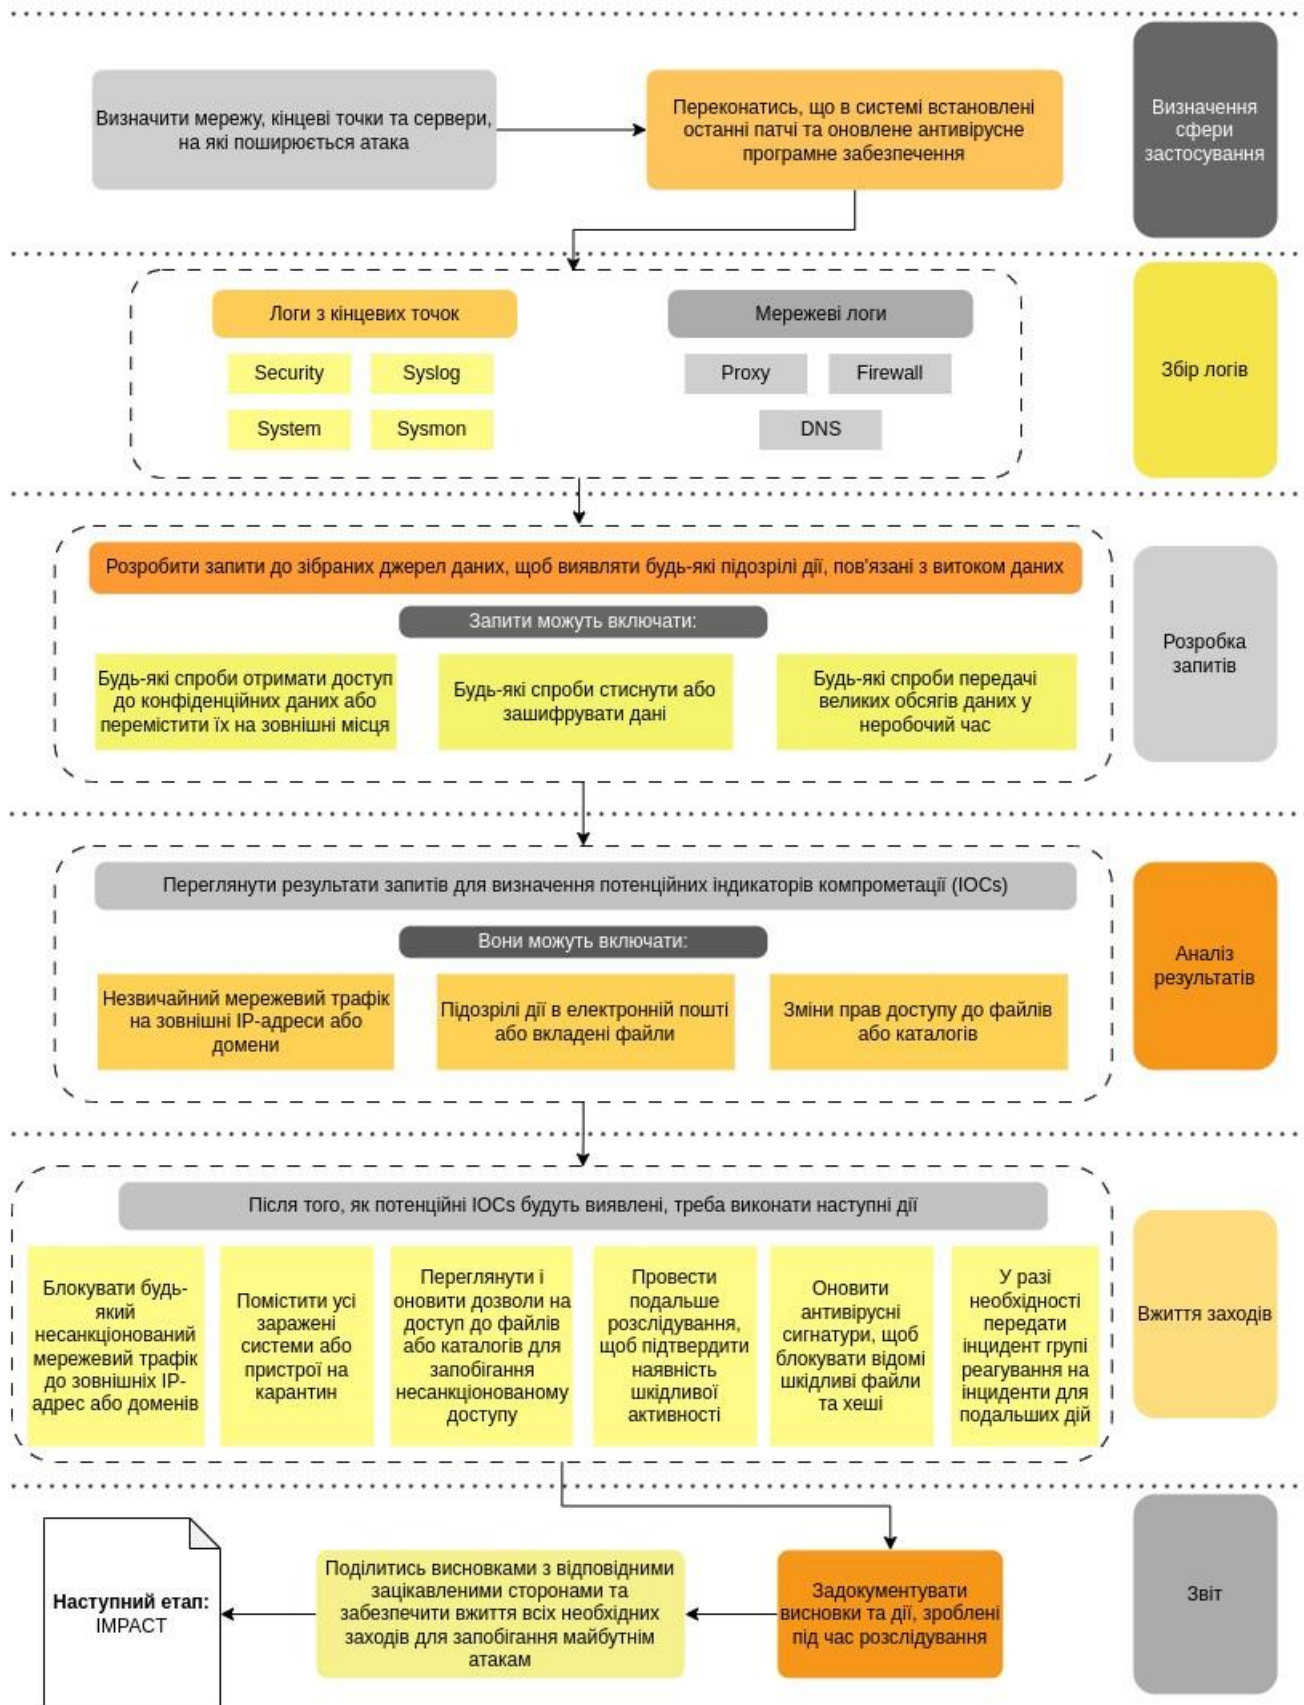 Визначити мережу, кінцеві точки та сервери,
на які поширюється атака
Переконатись, що в системі встановлені
останні патчі та оновлене антивірусне
програмне забезпечення
Визначення
сфери
застосування
Логи з кінцевих точок
Мережеві логи
Security
Syslog
Proxy
Firewall
System
Sysmon
DNS
Збір логів
Розробити запити до зібраних джерел даних, щоб виявляти будь-які підозрілі дії, пов'язані з витоком даних
Запити можуть включати:
Будь-які спроби отримати доступ
до конфіденційних даних або
перемістити їх на зовнішні місця
Будь-які спроби стиснути або
зашифрувати дані
Будь-які спроби передачі
великих обсягів даних у
неробочий час
Розробка
запитів
Переглянути результати запитів для визначення потенційних індикаторів компрометації (IOCs)
Вони можуть включати:
Незвичайний мережевий трафік
на зовнішні IP-адреси або
домени
Підозрілі дії в електронній пошті
або вкладені файли
Зміни прав доступу до файлів
або каталогів
Аналіз
результатів
Після того, як потенційні IOCs будуть виявлені, треба виконати наступні дії
Блокувати будь-
який
несанкціонований
мережевий трафік
до зовнішніх IP-
адрес або доменів
Помістити усі
заражені
системи або
пристрої на
карантин
Переглянути і
оновити дозволи на
доступ до файлів
або каталогів для
запобігання
несанкціонованому
доступу
Провести
подальше
розслідування,
щоб підтвердити
наявність
шкідливої
активності
Оновити
антивірусні
сигнатури, щоб
блокувати відомі
шкідливі файли
та хеші
У разі
необхідності
передати
інцидент групі
реагування на
інциденти для
подальших дій
Вжиття заходів
Наступний етап:
IMPACT
Поділитись висновками з відповідними
зацікавленими сторонами та
забезпечити вжиття всіх необхідних
заходів для запобігання майбутнім
атакам
Задокументувати
висновки та дії, зроблені
під час розслідування
Звіт